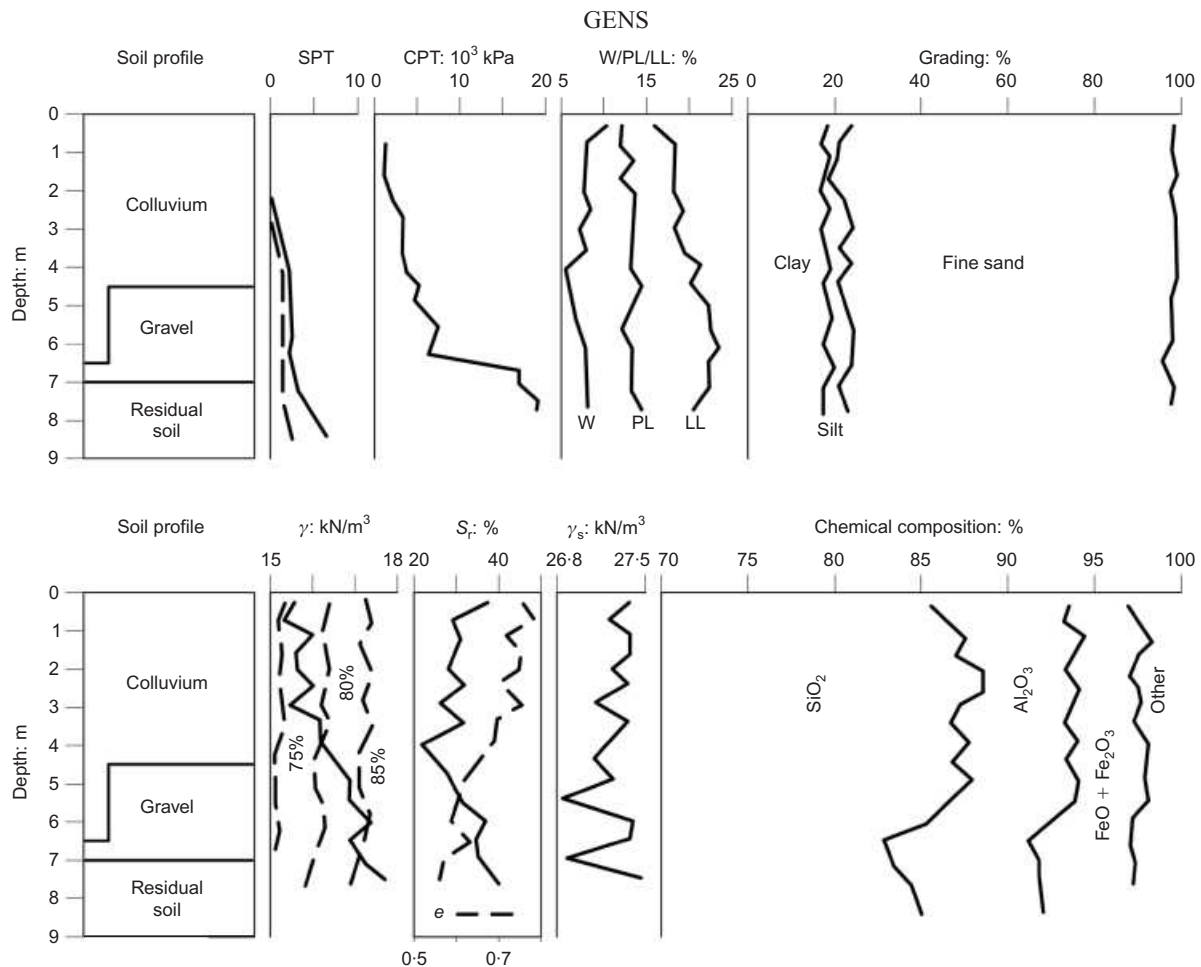 GENS
Soil profile SPT CPT: 10³ kPa W/PL/LL: % Grading: %
0 10 0 10 20 5 15 25 0 20 40 60 80 100
0
1
2
3
4
5
6
7
8
9
Depth: m
Colluvium
Gravel
Residual
soil
W PL LL
Clay
Silt
Fine sand
Soil profile γ: kN/m³ Sr: % γs: kN/m³ Chemical composition: %
15 18 20 40 26·8 27·5 70 75 80 85 90 95 100
0
1
2
3
4
5
6
7
8
9
Depth: m
Colluvium
Gravel
Residual
soil
75%
80%
85%
e
0·5 0·7
SiO₂
Al₂O₃
FeO + Fe₂O₃
Other